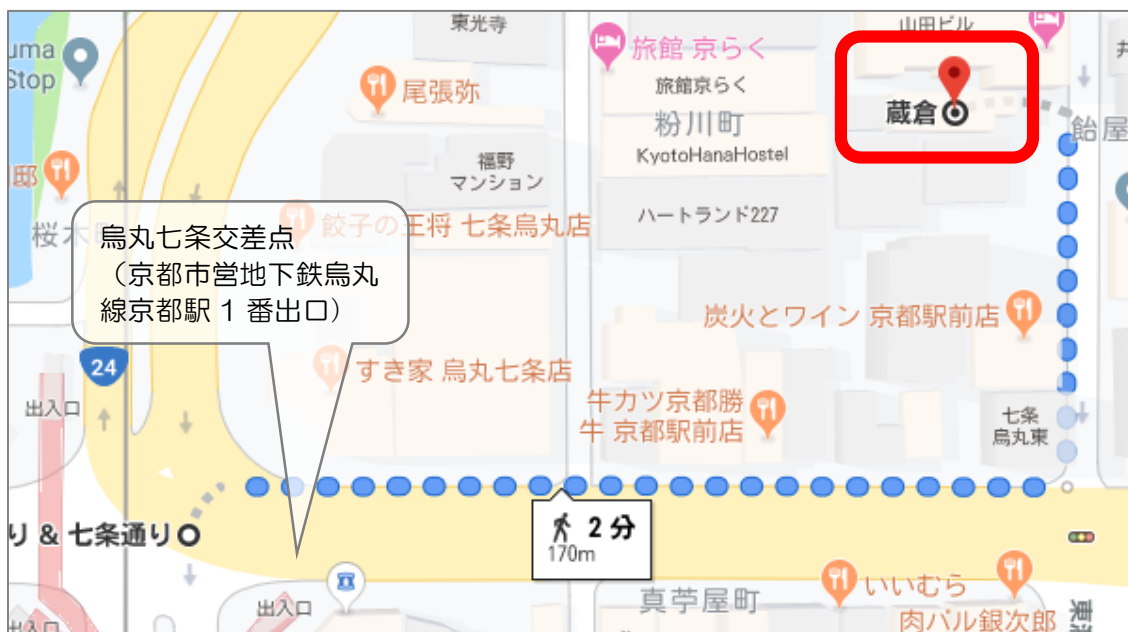 東光寺
山田ビル
uma
Stop
旅館 京らく
旅館京らく
尾張弥
蔵倉
粉川町
飴屋
KyotoHanaHostel
福野
マンション
邸
ハートランド227
餃子の王将 七条烏丸店
桜木
烏丸七条交差点
（京都市営地下鉄烏丸
線京都駅 1 番出口）
炭火とワイン 京都駅前店
24
すき家 烏丸七条店
牛カツ京都勝
牛 京都駅前店
出入口
七条
烏丸東
り & 七条通り
2 分
170m
いいむら
真苧屋町
出入口
肉バル銀次郎
出入口